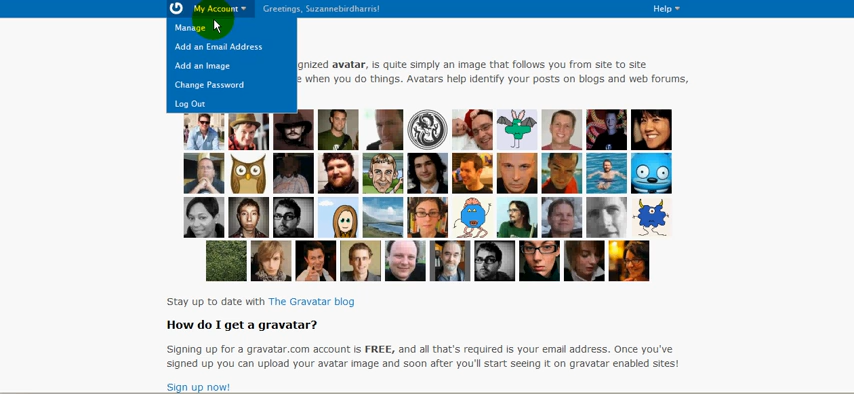 My Account Greetings, Suzannebirdharris! Help
Manage
Add an Email Address
Add an Image
Change Password
Log Out
gnized avatar, is quite simply an image that follows you from site to site
e when you do things. Avatars help identify your posts on blogs and web forums,
Stay up to date with The Gravatar blog
How do I get a gravatar?
Signing up for a gravatar.com account is FREE, and all that's required is your email address. Once you've
signed up you can upload your avatar image and soon after you'll start seeing it on gravatar enabled sites!
Sign up now!